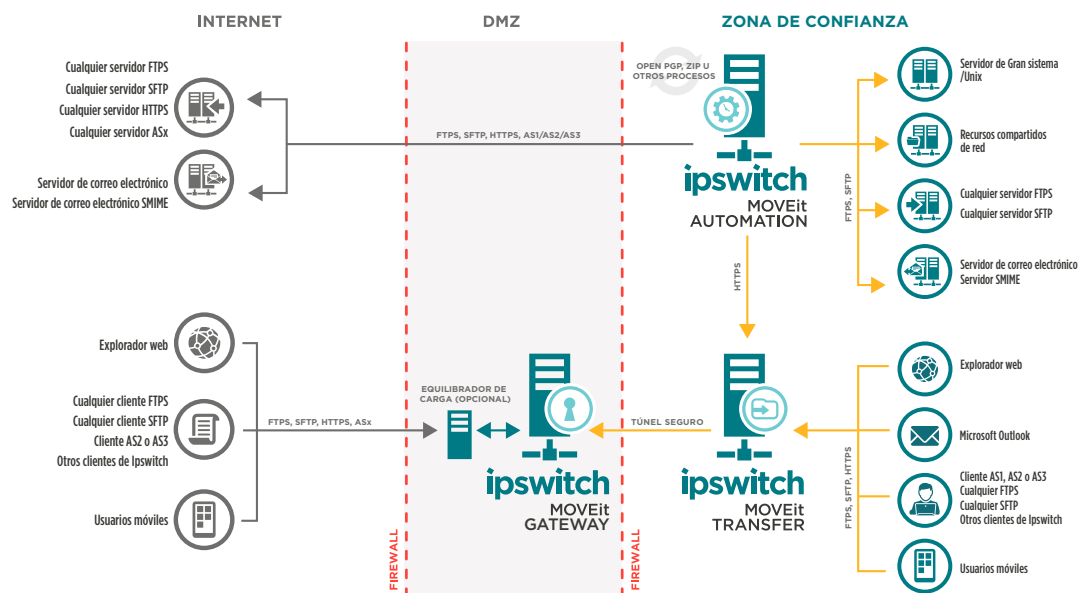 INTERNET
DMZ
ZONA DE CONFIANZA
Cualquier servidor FTPS
Cualquier servidor SFTP
Cualquier servidor HTTPS
Cualquier servidor ASx
Servidor de correo electrónico
Servidor de correo electrónico SMIME
FTPS, SFTP, HTTPS, AS1/AS2/AS3
OPEN PGP, ZIP U
OTROS PROCESOS
ipswitch
MOVEit
AUTOMATION
FTPS, SFTP
Servidor de Gran sistema
/Unix
Recursos compartidos
de red
Cualquier servidor FTPS
Cualquier servidor SFTP
Servidor de correo electrónico
Servidor SMIME
HTTPS
Explorador web
Cualquier cliente FTPS
Cualquier cliente SFTP
Cliente AS2 o AS3
Otros clientes de Ipswitch
Usuarios móviles
FTPS, SFTP, HTTPS, ASx
EQUILIBRADOR DE
CARGA (OPCIONAL)
ipswitch
MOVEit
GATEWAY
TÚNEL SEGURO
ipswitch
MOVEit
TRANSFER
FTPS, SFTP, HTTPS
Explorador web
Microsoft Outlook
Cliente AS1, AS2 o AS3
Cualquier FTPS
Cualquier SFTP
Otros clientes de Ipswitch
Usuarios móviles
FIREWALL
FIREWALL